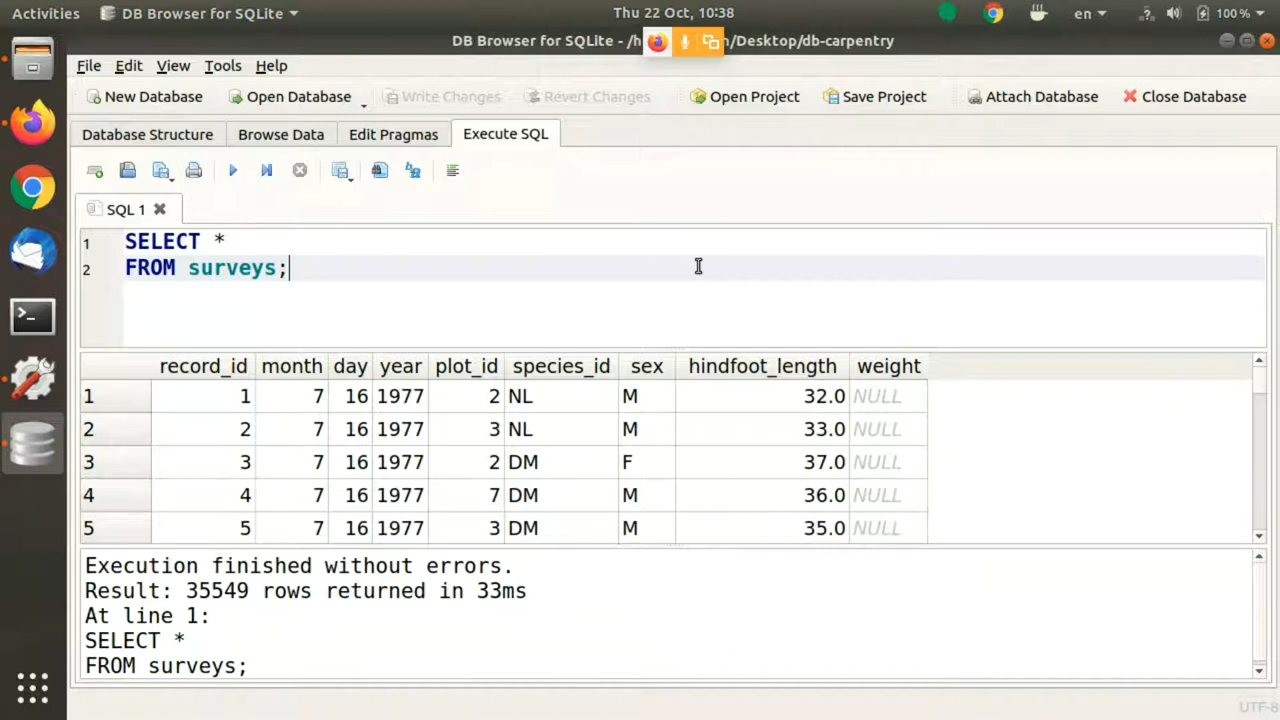 Activities DB Browser for SQLite Thu 22 Oct, 10:38 en ? 100 %
DB Browser for SQLite - /h n/Desktop/db-carpentry
File Edit View Tools Help
New Database Open Database Write Changes Revert Changes Open Project Save Project Attach Database Close Database
Database Structure Browse Data Edit Pragmas Execute SQL
SQL 1
1 SELECT *
2 FROM surveys;
record_id month day year plot_id species_id sex hindfoot_length weight
1 1 7 16 1977 2 NL M 32.0 NULL
2 2 7 16 1977 3 NL M 33.0 NULL
3 3 7 16 1977 2 DM F 37.0 NULL
4 4 7 16 1977 7 DM M 36.0 NULL
5 5 7 16 1977 3 DM M 35.0 NULL
Execution finished without errors.
Result: 35549 rows returned in 33ms
At line 1:
SELECT *
FROM surveys;
UTF-8